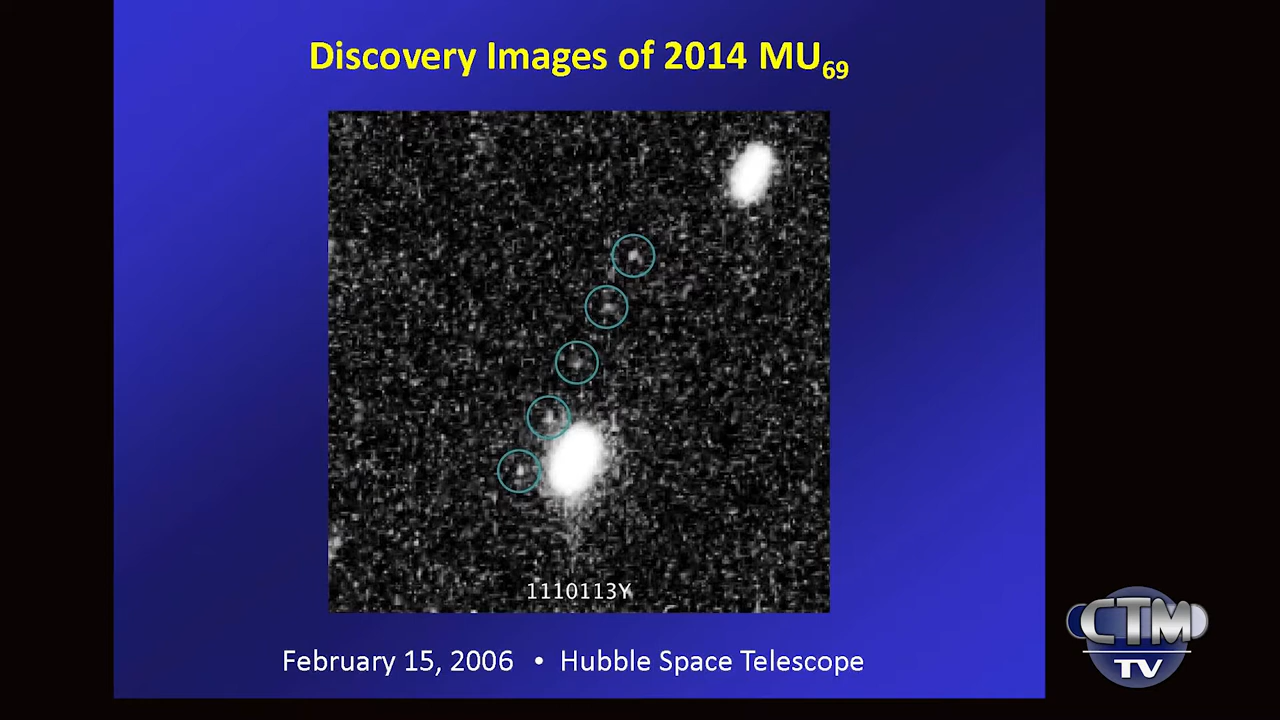 Discovery Images of 2014 MU69
1110113Y
February 15, 2006 • Hubble Space Telescope
CTM
TV